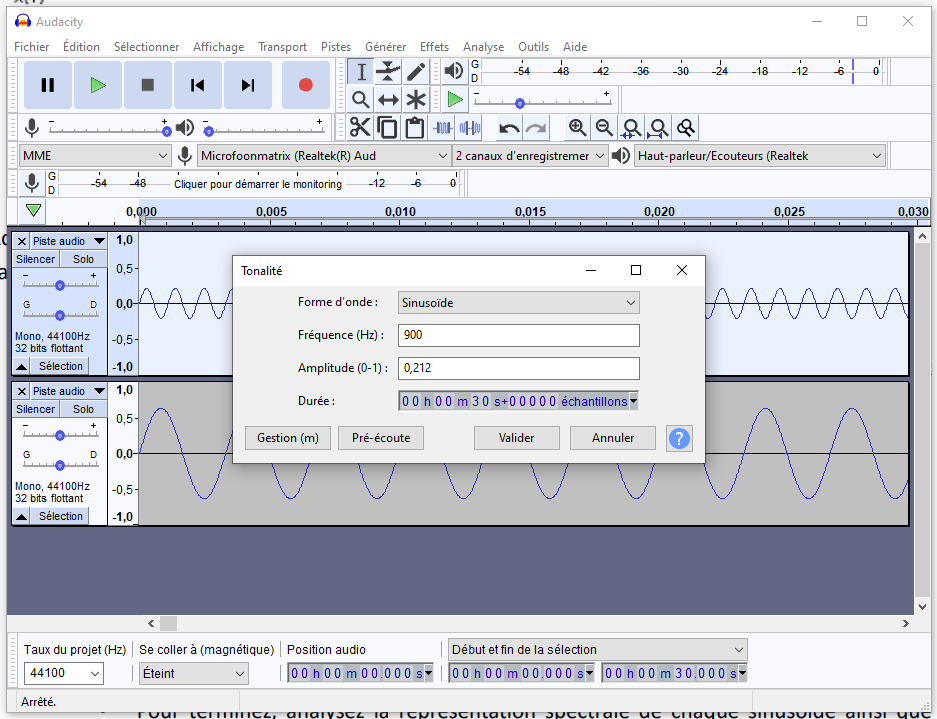 Audacity
Fichier Édition Sélectionner Affichage Transport Pistes Générer Effets Analyse Outils Aide
G
D
-54 -48 -42 -36 -30 -24 -18 -12 -6 0
MME
Microfoonmatrix (Realtek(R) Aud
2 canaux d'enregistremer
Haut-parleur/Ecouteurs (Realtek
G
D
-54 -48 Cliquer pour démarrer le monitoring -12 -6 0
0,000 0,005 0,010 0,015 0,020 0,025 0,030
Piste audio
Silencer Solo
- +
G D
Mono, 44100Hz
32 bits flottant
Sélection
1,0
0,5-
0,0-
-0,5-
-1,0
Tonalité
Forme d'onde : Sinusoïde
Fréquence (Hz) : 900
Amplitude (0-1) : 0,212
Durée : 00 h 00 m 30 s+00000 échantillons
Gestion (m) Pré-écoute Valider Annuler ?
Piste audio
Silencer Solo
- +
G D
Mono, 44100Hz
32 bits flottant
Sélection
1,0
0,5-
0,0-
-0,5-
-1,0
Taux du projet (Hz) Se coller à (magnétique) Position audio Début et fin de la sélection
44100 Éteint 00 h 00 m 00.000 s 00 h 00 m 00.000 s 00 h 00 m 30.000 s
Arrêté.
Pour terminez, analysez la représentation spectrale de chaque sinusoïde ainsi que